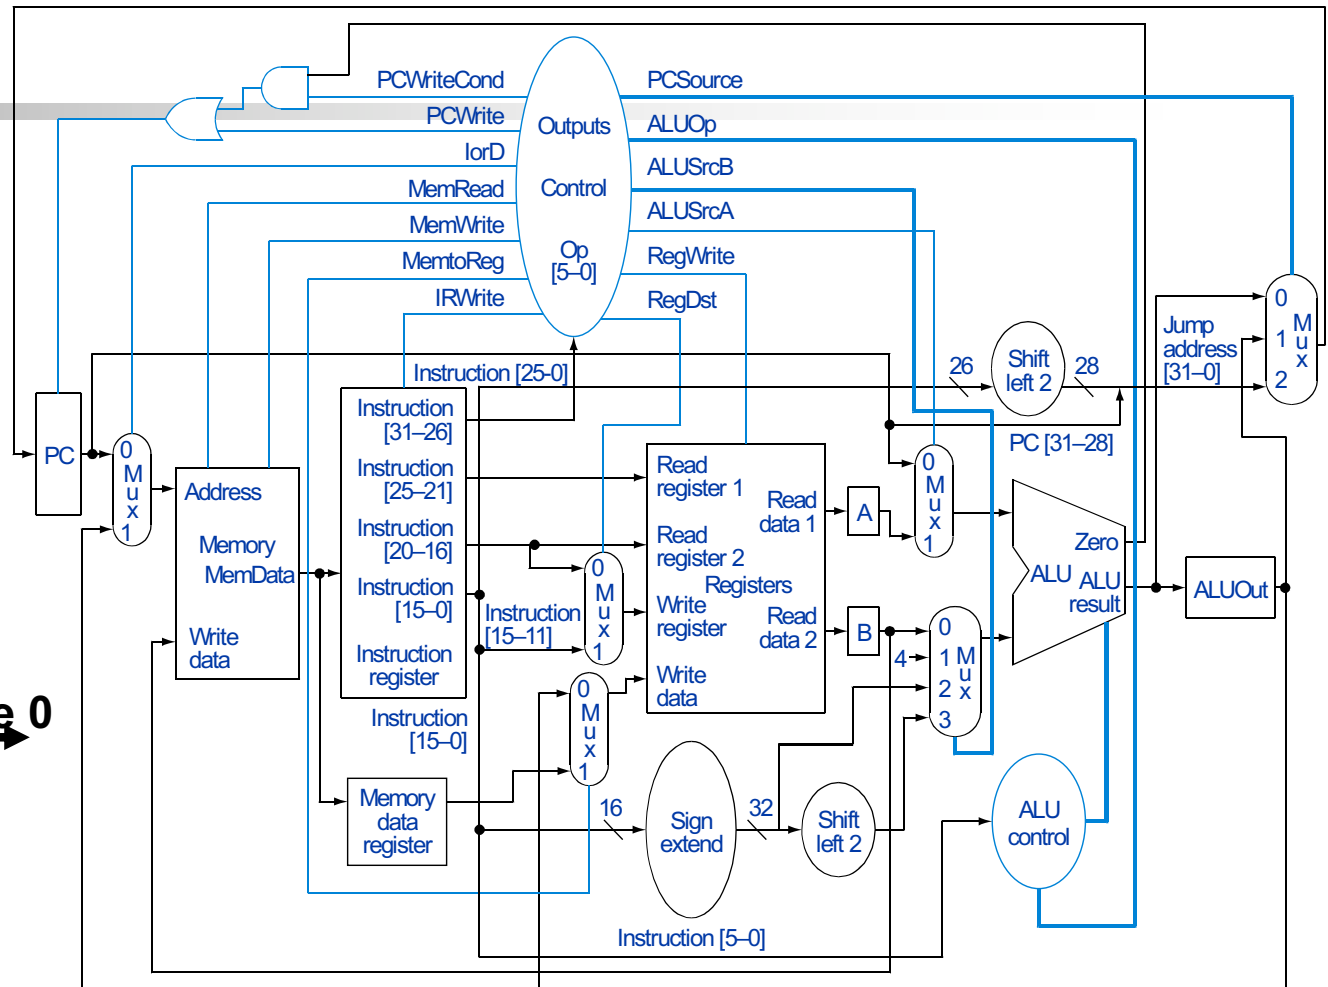 PCWriteCond
PCSource
PCWrite
Outputs
ALUOp
IorD
ALUSrcB
MemRead
Control
ALUSrcA
MemWrite
Op
[5–0]
RegWrite
MemtoReg
IRWrite
RegDst
0
1
2
M
u
x
Jump
address
[31–0]
Shift
left 2
26
28
Instruction [25-0]
PC [31–28]
PC
0
M
u
x
1
Address
Memory
MemData
Write
data
Instruction
[31–26]
Instruction
[25–21]
Instruction
[20–16]
Instruction
[15–0]
Instruction
register
Instruction
[15–0]
Instruction
[15–11]
0
M
u
x
1
Read
register 1
Read
register 2
Registers
Write
register
Write
data
Read
data 1
Read
data 2
A
B
0
M
u
x
1
0
4
1
2
3
M
u
x
Zero
ALU
ALU
result
ALUOut
e 0
0
M
u
x
1
Memory
data
register
16
Sign
extend
32
Shift
left 2
ALU
control
Instruction [5–0]